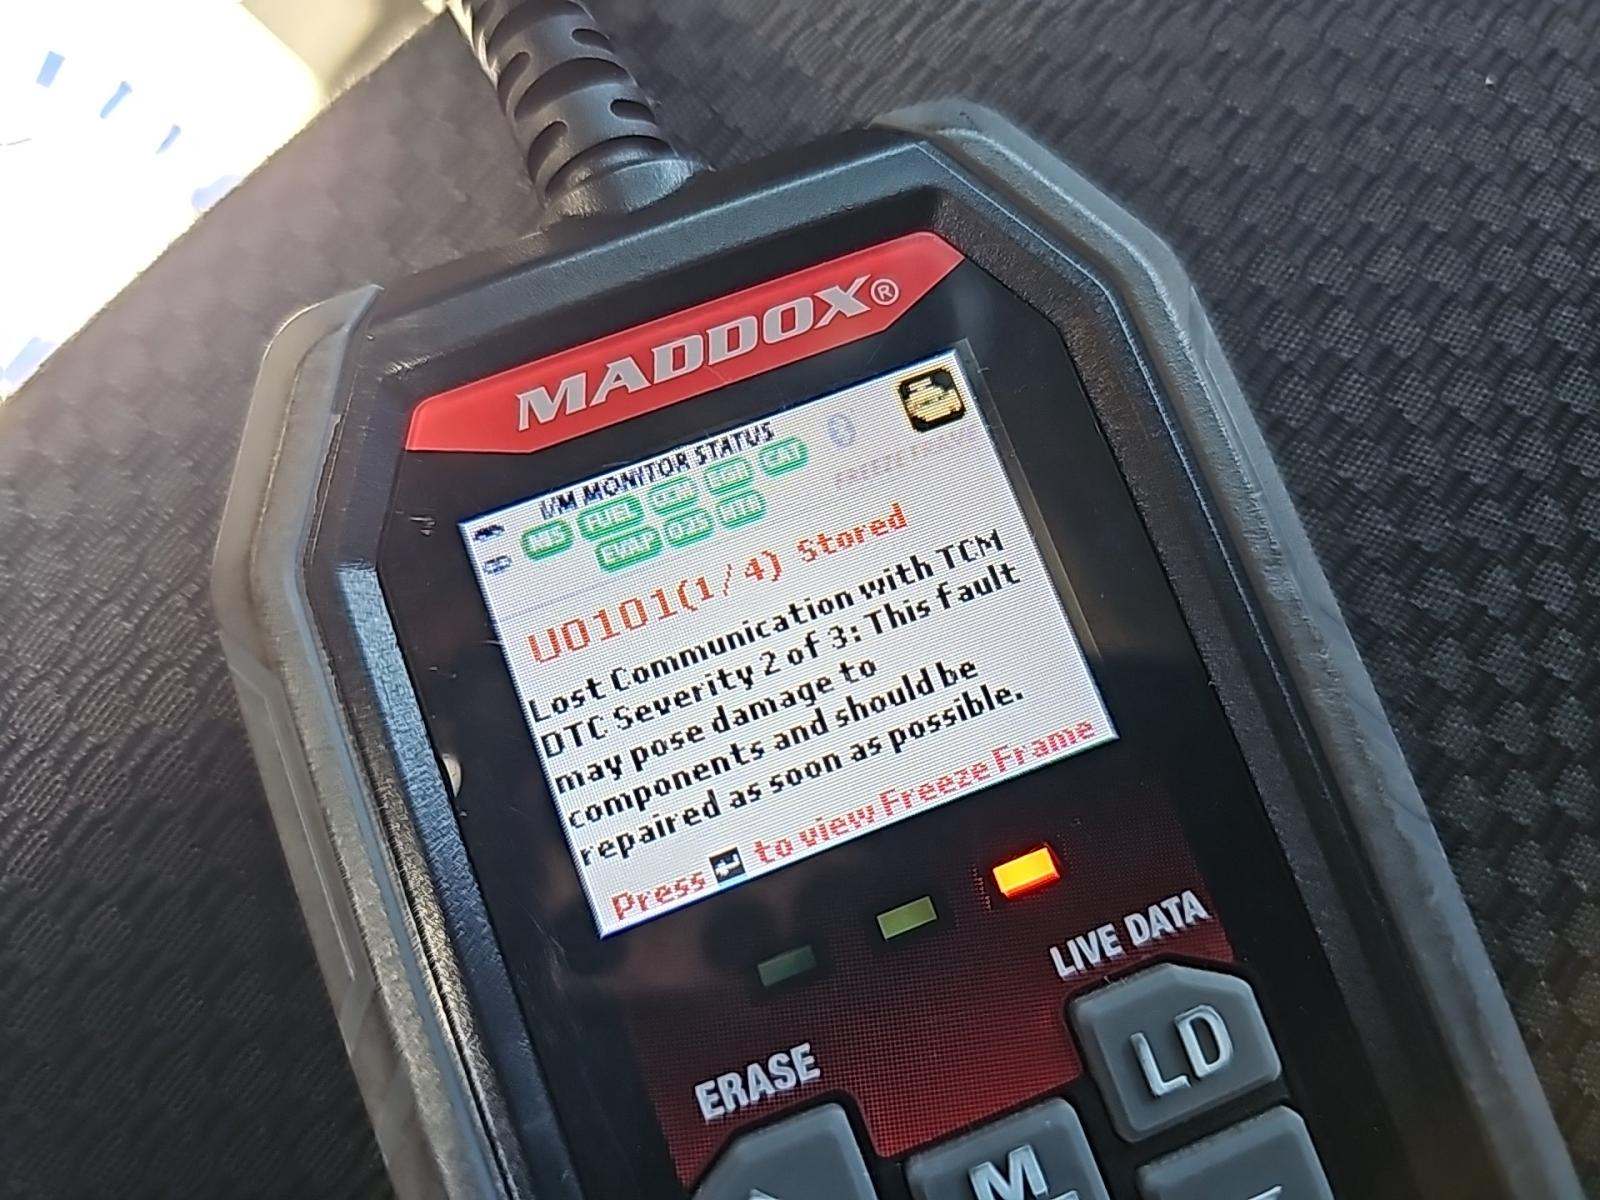 MADDOX®
I/M MONITOR STATUS
MIS FUEL CCM EGR CAT
EVAP O2S HTR
FREEZE FRAME
U0101(1/4) Stored
Lost Communication with TCM
DTC Severity 2 of 3: This fault
may pose damage to
components and should be
repaired as soon as possible.
Press to view Freeze Frame
LIVE DATA
LD
ERASE
M